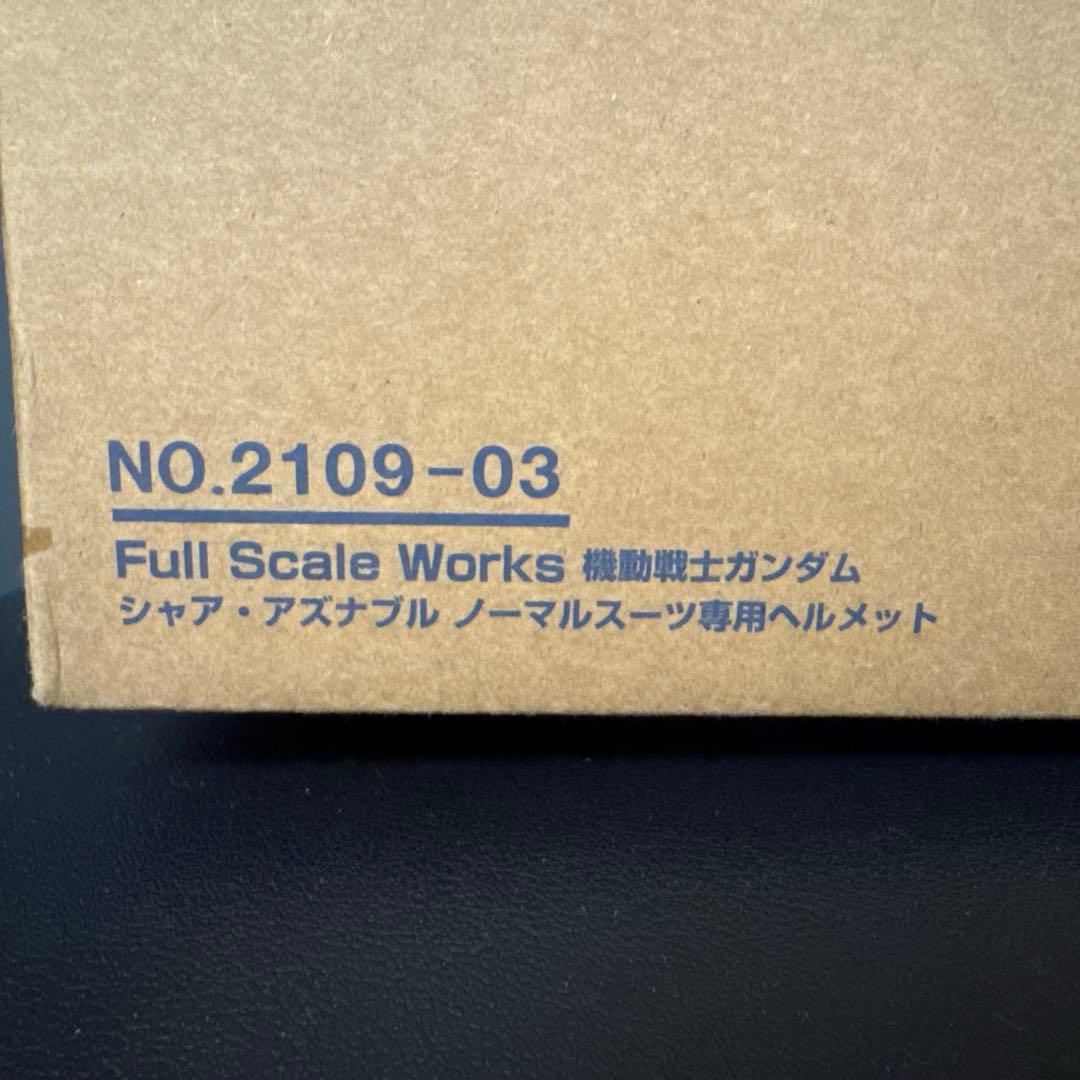 NO.2109-03
Full Scale Works 機動戦士ガンダム
シャア・アズナブル ノーマルスーツ専用ヘルメット